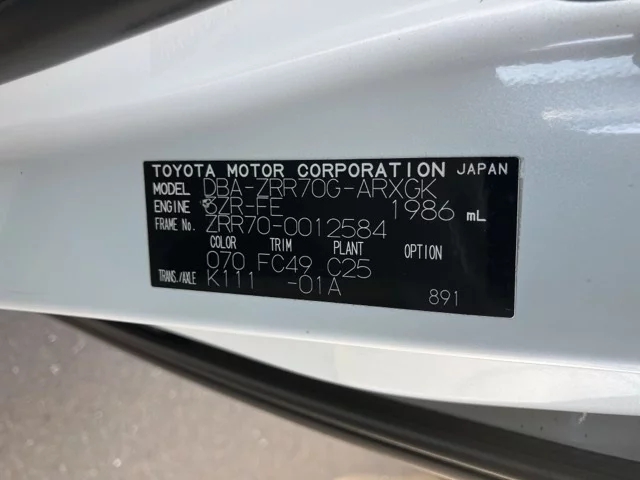 TOYOTA MOTOR CORPORATION JAPAN
MODEL DBA-ZRR70G-ARXGK
ENGINE 3ZR-FE 1986 mL
FRAME No. ZRR70-0012584
COLOR TRIM PLANT OPTION
070 FC49 C25
TRANS./AXLE K111 -01A
891